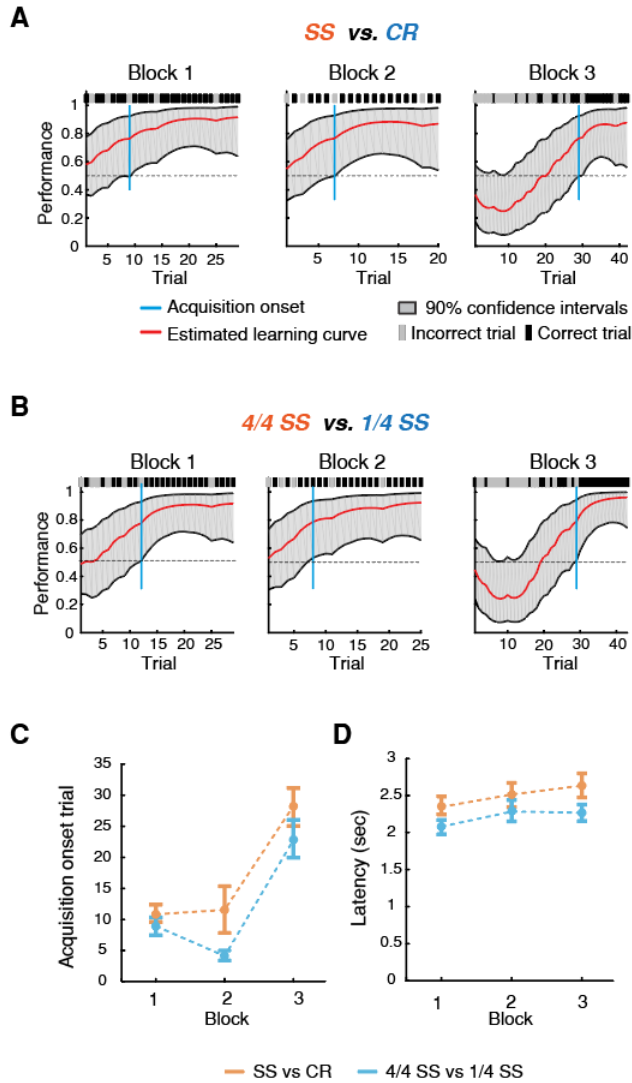 A
SS vs. CR
Block 1 Block 2 Block 3
Performance
1
0.8
0.6
0.4
0.2
0
5 15 25
5 10 15 20
10 20 30 40
Trial Trial Trial
Acquisition onset
90% confidence intervals
Estimated learning curve
Incorrect trial Correct trial
B
4/4 SS vs. 1/4 SS
Block 1 Block 2 Block 3
Performance
1
0.8
0.6
0.4
0.2
0
5 15 25
5 10 15 20 25
10 20 30 40
Trial Trial Trial
C
Acquisition onset trial
35
30
25
20
15
10
5
0
1 2 3
Block
D
Latency (sec)
3
2.5
2
1.5
1
0.5
0
1 2 3
Block
SS vs CR 4/4 SS vs 1/4 SS